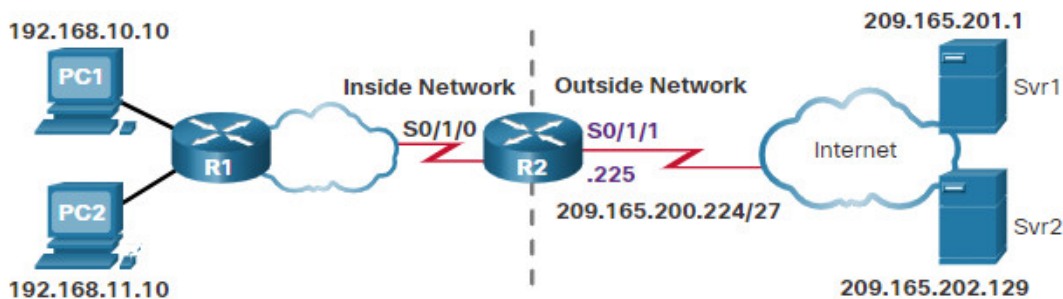 192.168.10.10
PC1
R1
PC2
192.168.11.10
Inside Network
S0/1/0
R2
Outside Network
S0/1/1
.225
209.165.200.224/27
Internet
209.165.201.1
Svr1
Svr2
209.165.202.129